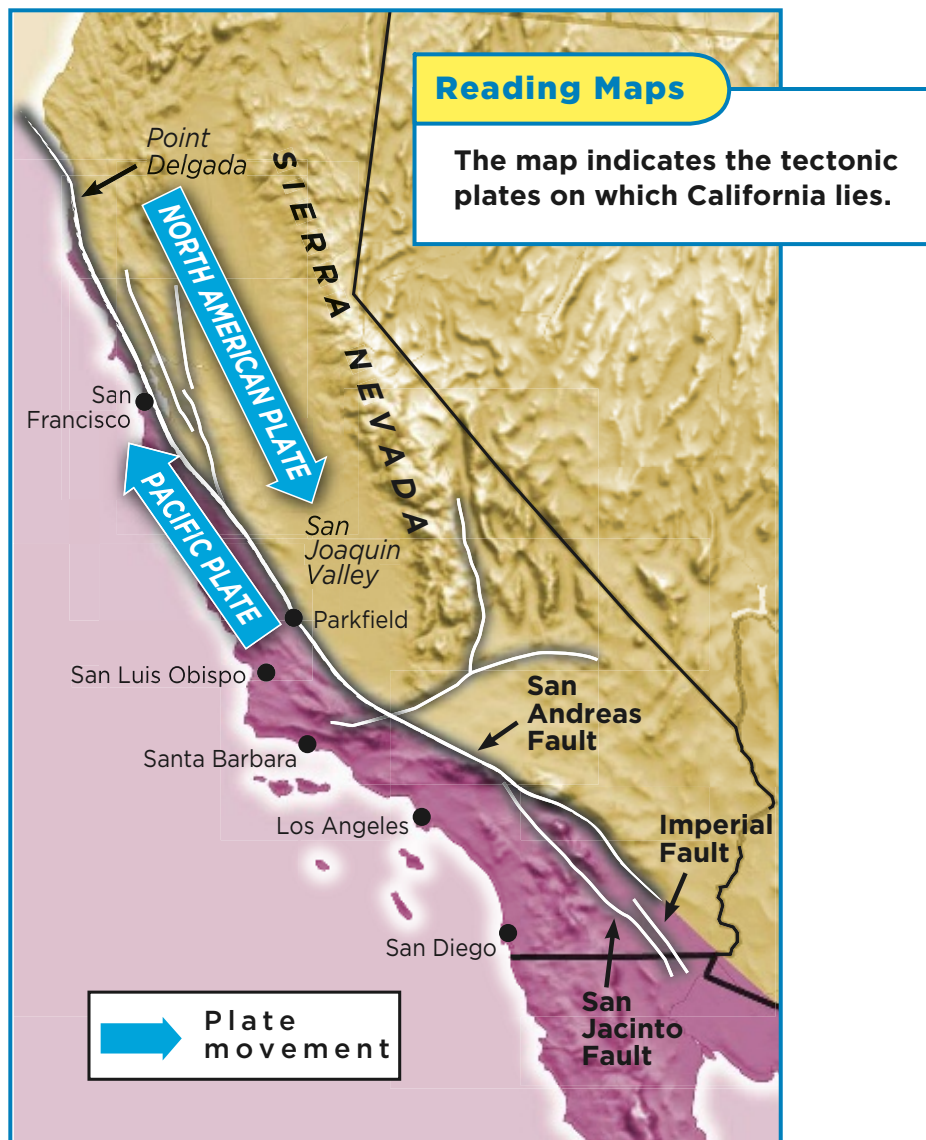 Reading Maps
The map indicates the tectonic
plates on which California lies.
Point
Delgada
SIERRA NEVADA
NORTH AMERICAN PLATE
San
Francisco
PACIFIC PLATE
San
Joaquin
Valley
Parkfield
San Luis Obispo
San
Andreas
Fault
Santa Barbara
Los Angeles
Imperial
Fault
San Diego
San
Jacinto
Fault
Plate
movement